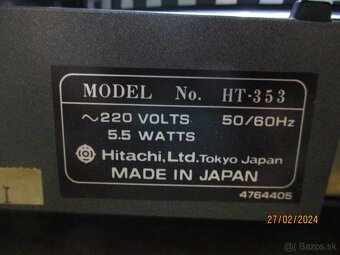 MODEL No. HT-353
~220 VOLTS 50/60Hz
5.5 WATTS
Hitachi, Ltd. Tokyo Japan
MADE IN JAPAN
4764405
27/02/2024
Bazos.sk